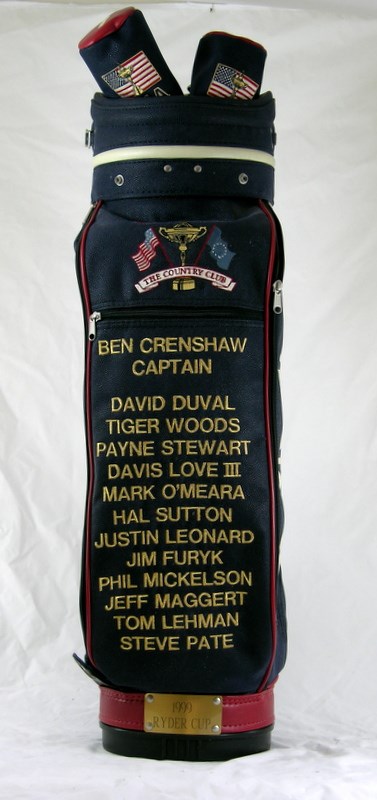 THE COUNTRY CLUB
BEN CRENSHAW
CAPTAIN
DAVID DUVAL
TIGER WOODS
PAYNE STEWART
DAVIS LOVE III
MARK O'MEARA
HAL SUTTON
JUSTIN LEONARD
JIM FURYK
PHIL MICKELSON
JEFF MAGGERT
TOM LEHMAN
STEVE PATE
1999
RYDER CUP